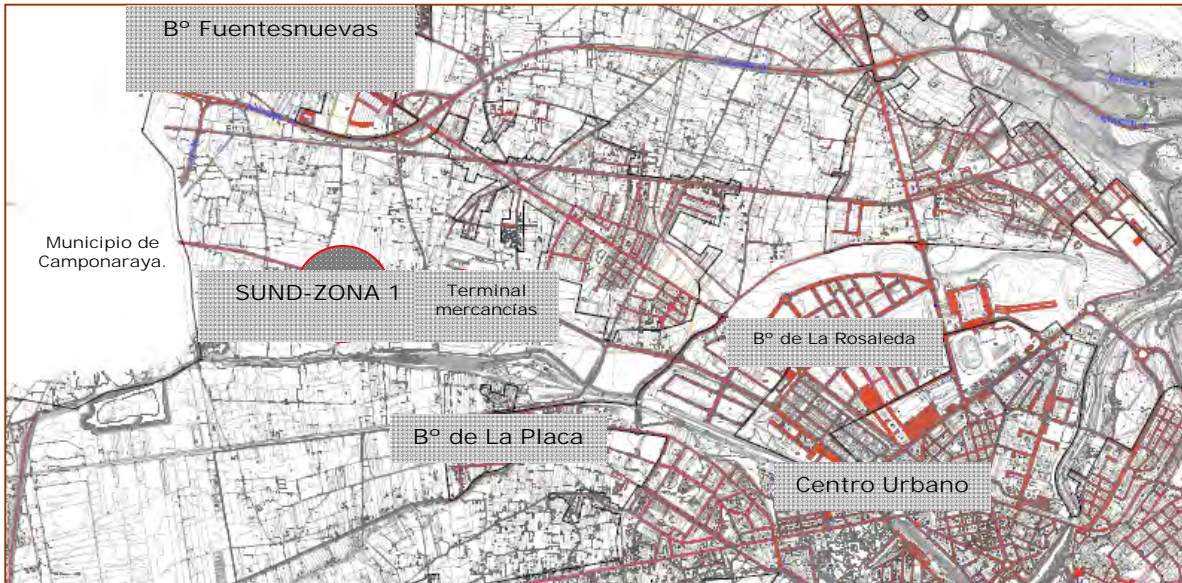 Bº Fuentesnuevas
Municipio de
Camponaraya.
SUND-ZONA 1
Terminal
mercancías
Bº de La Rosaleda
Bº de La Placa
Centro Urbano